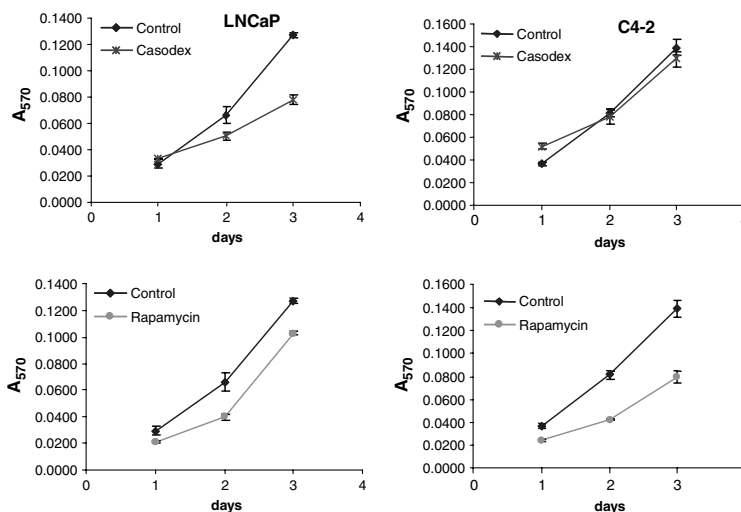 LNCaP
Control
Casodex
A570
0.1400
0.1200
0.1000
0.0800
0.0600
0.0400
0.0200
0.0000
0 1 2 3 4
days
C4-2
Control
Casodex
A570
0.1600
0.1400
0.1200
0.1000
0.0800
0.0600
0.0400
0.0200
0.0000
0 1 2 3
days
Control
Rapamycin
A570
0.1400
0.1200
0.1000
0.0800
0.0600
0.0400
0.0200
0.0000
0 1 2 3 4
days
Control
Rapamycin
A570
0.1600
0.1400
0.1200
0.1000
0.0800
0.0600
0.0400
0.0200
0.0000
0 1 2 3
days